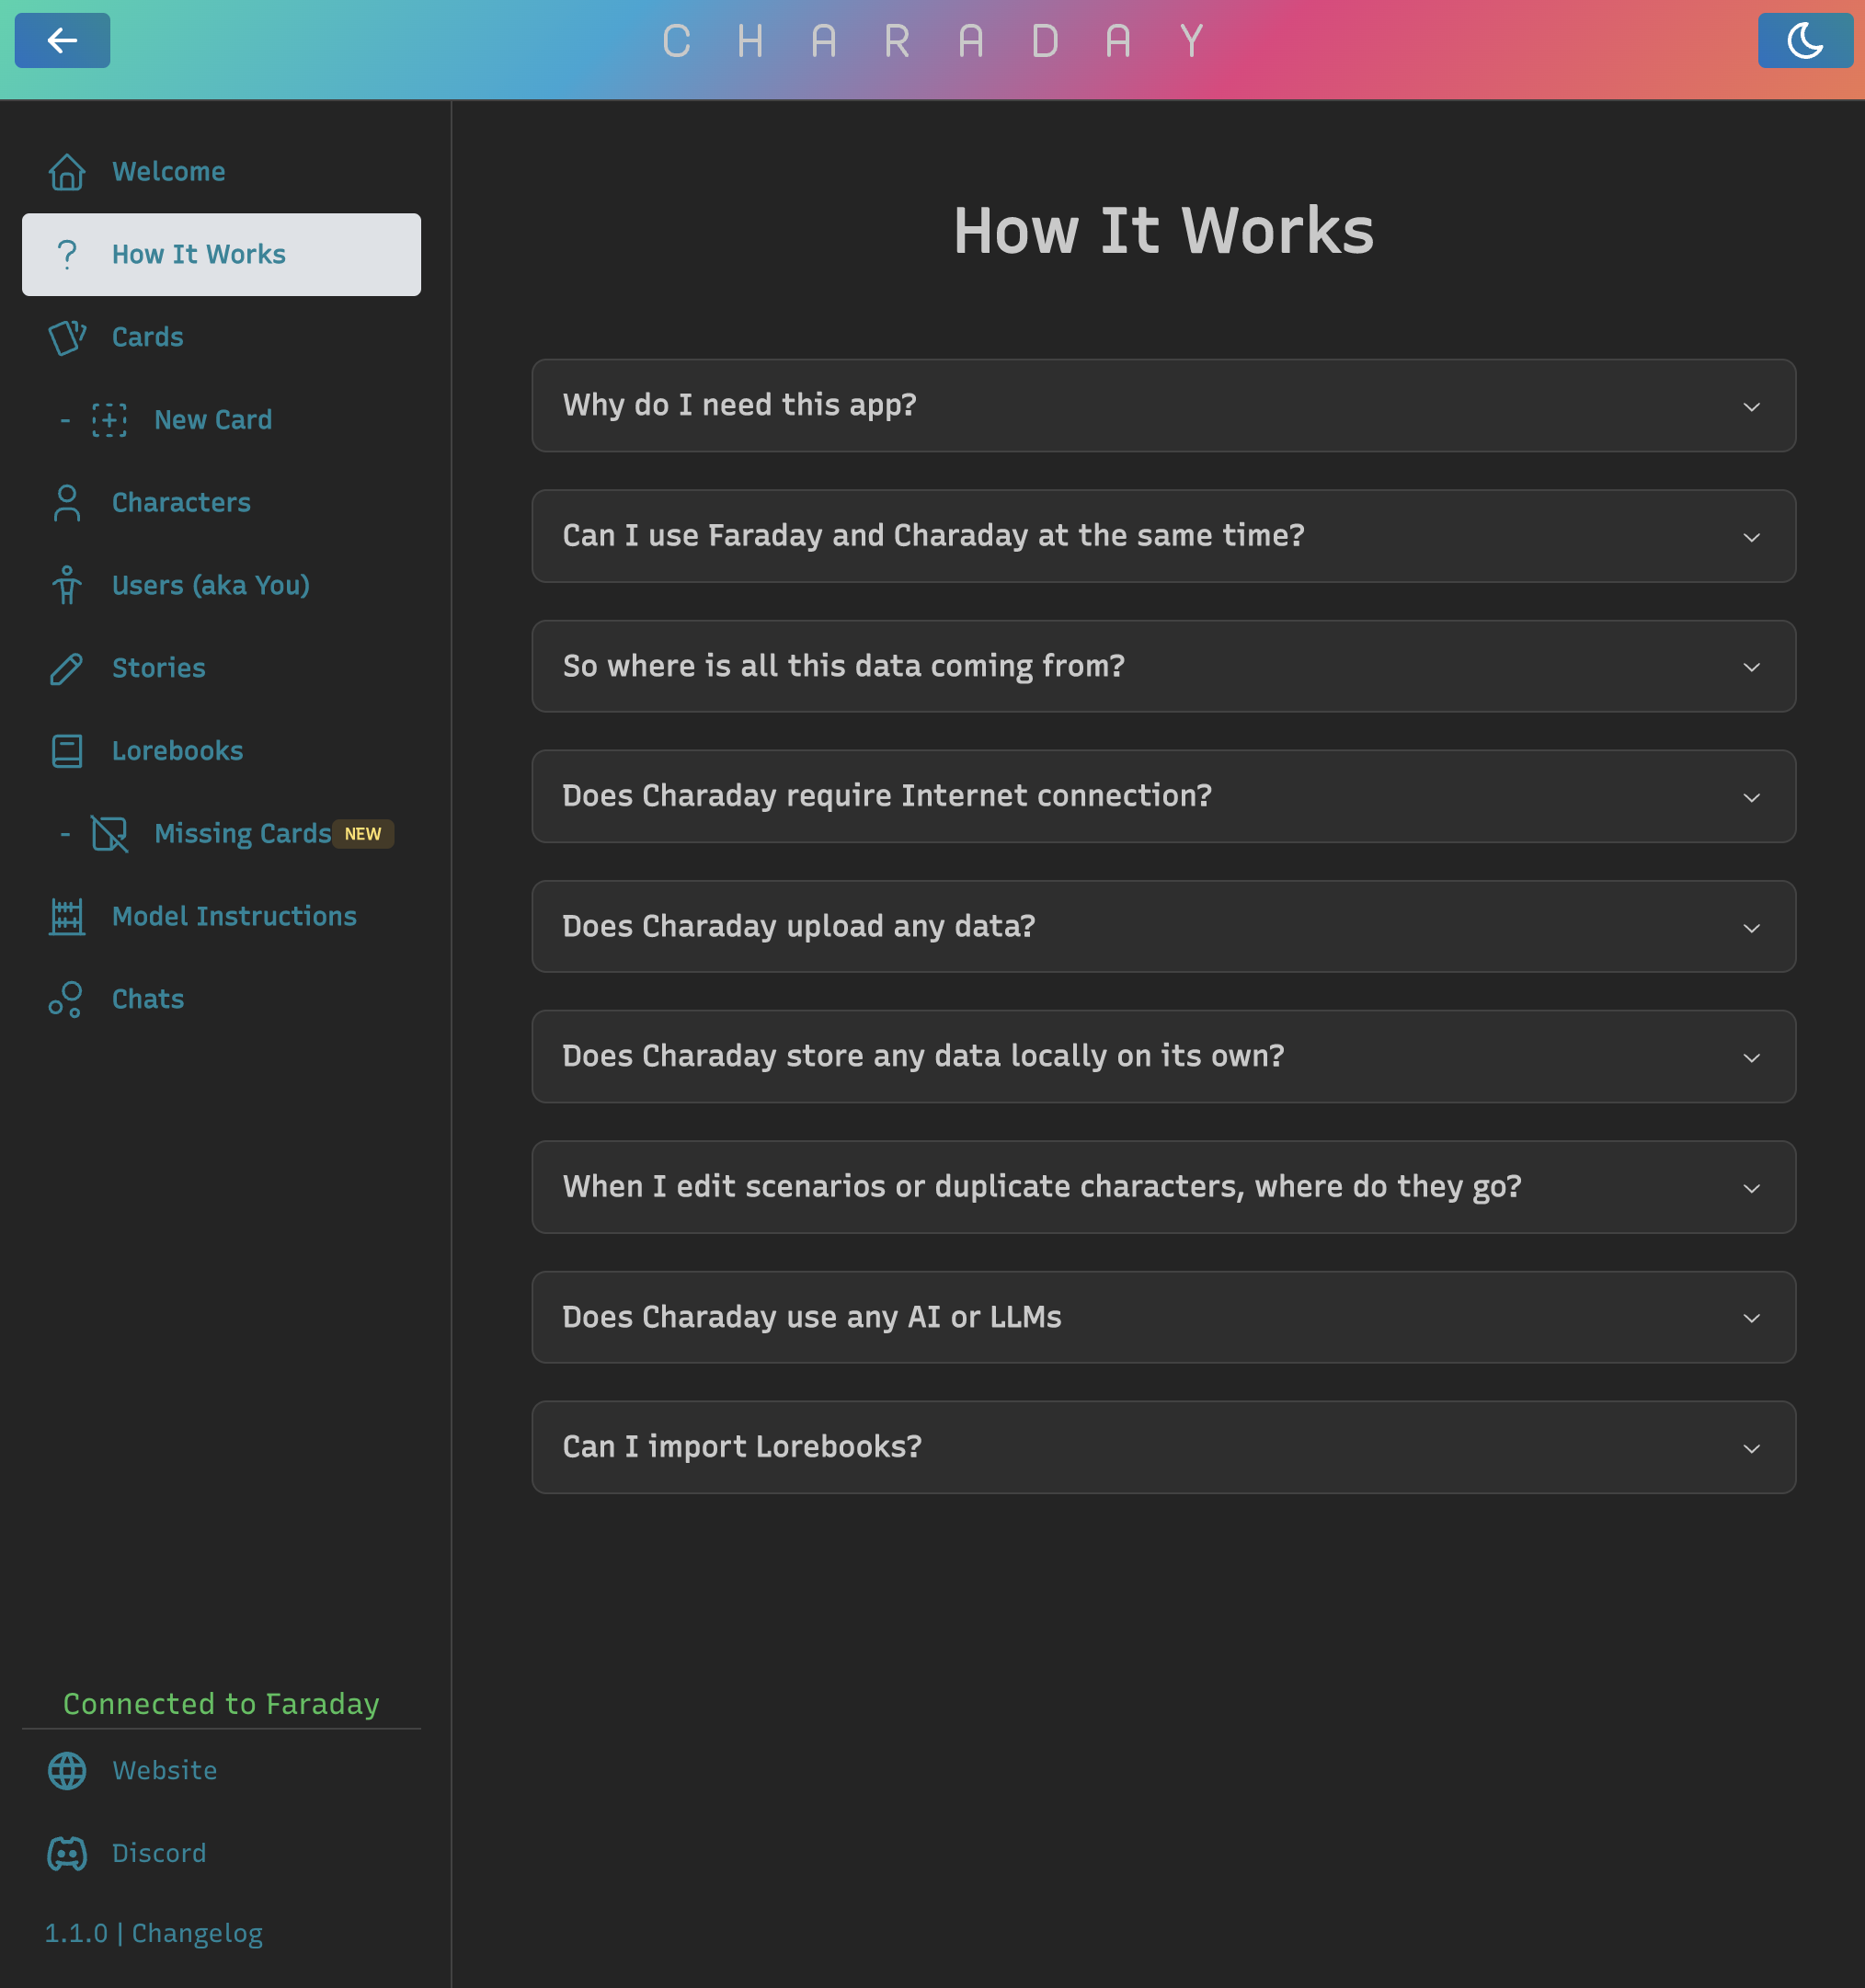 CHARADAY
Welcome
How It Works
Cards
- New Card
Characters
Users (aka You)
Stories
Lorebooks
- Missing Cards NEW
Model Instructions
Chats
Connected to Faraday
Website
Discord
1.1.0 | Changelog
How It Works
Why do I need this app?
Can I use Faraday and Charaday at the same time?
So where is all this data coming from?
Does Charaday require Internet connection?
Does Charaday upload any data?
Does Charaday store any data locally on its own?
When I edit scenarios or duplicate characters, where do they go?
Does Charaday use any AI or LLMs
Can I import Lorebooks?